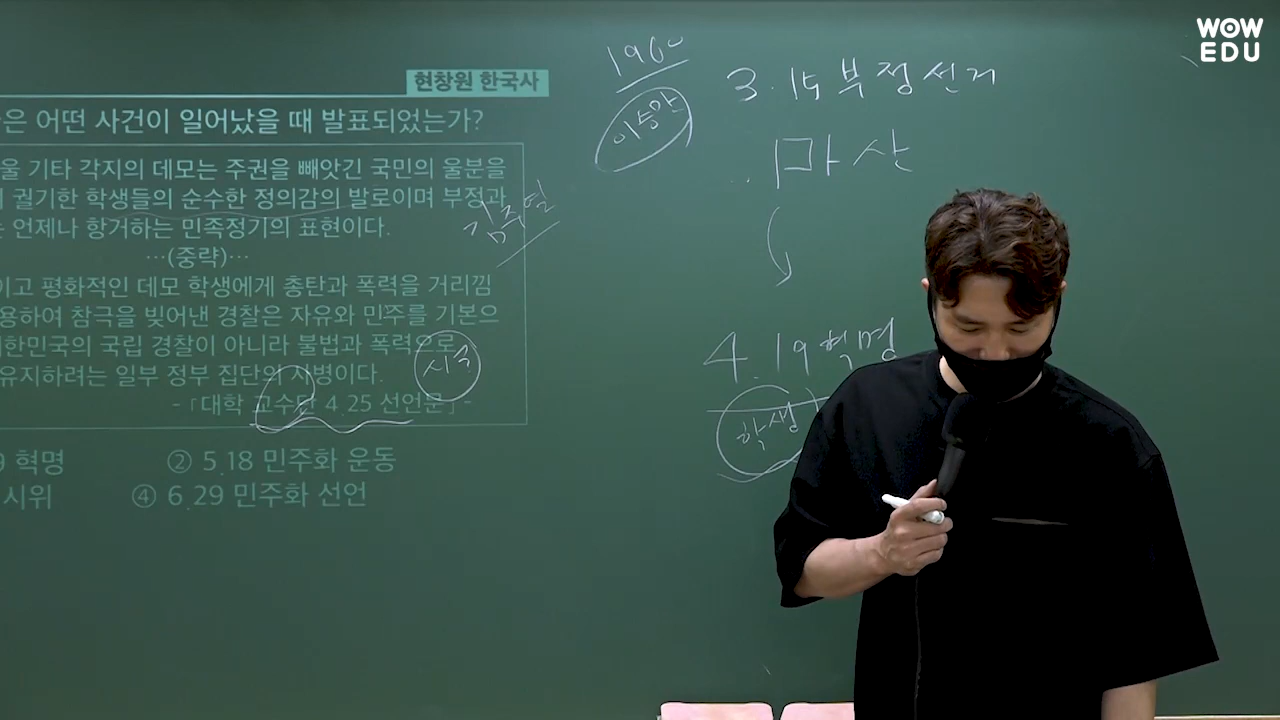 WOW
EDU
현창원 한국사
은 어떤 사건이 일어났을 때 발표되었는가?
울 기타 각지의 데모는 주권을 빼앗긴 국민의 울분을
궐기한 학생들의 순수한 정의감의 발로이며 부정과
언제나 항거하는 민족정기의 표현이다.
…(중략)…
이고 평화적인 데모 학생에게 총탄과 폭력을 거리낌
용하여 참극을 빚어낸 경찰은 자유와 민주를 기본으
한민국의 국립 경찰이 아니라 불법과 폭력으로
유지하려는 일부 정부 집단의 사병이다.
-「대학 교수단 4.25 선언문」-
9 혁명
② 5.18 민주화 운동
시위
④ 6.29 민주화 선언
1960
이승만
3.15 부정선거
마산
김주열
4.19 혁명
학생
시국